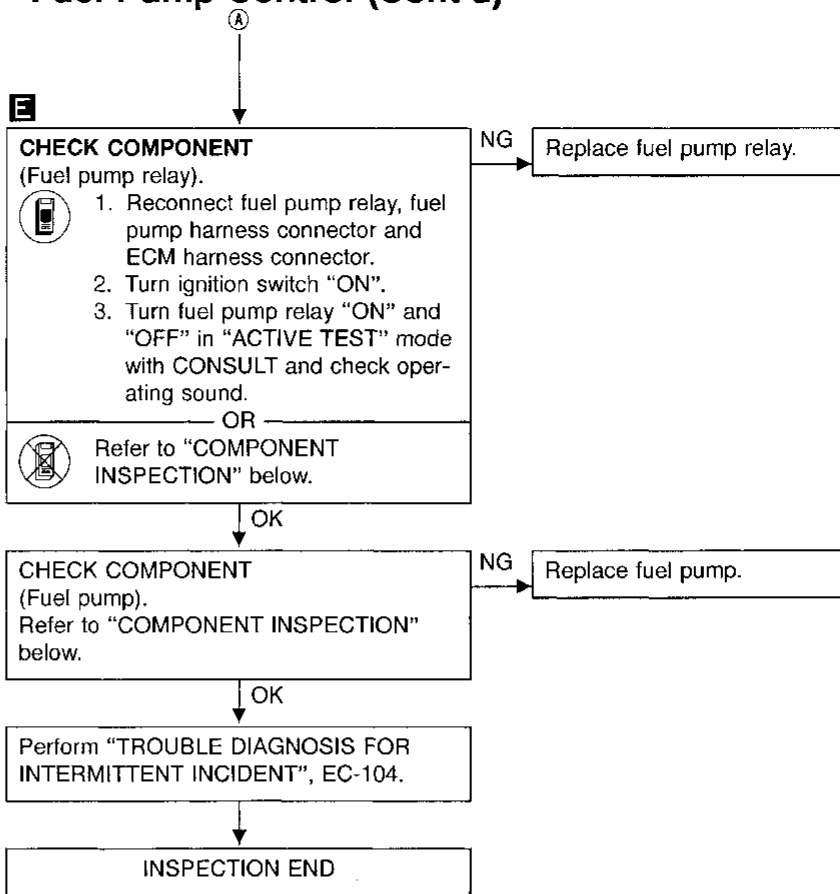 Fuel Pump Control (Cont'd)
Ⓐ
E
CHECK COMPONENT
(Fuel pump relay).
1. Reconnect fuel pump relay, fuel
pump harness connector and
ECM harness connector.
2. Turn ignition switch "ON".
3. Turn fuel pump relay "ON" and
"OFF" in "ACTIVE TEST" mode
with CONSULT and check oper-
ating sound.
OR
Refer to "COMPONENT
INSPECTION" below.
NG
Replace fuel pump relay.
OK
CHECK COMPONENT
(Fuel pump).
Refer to "COMPONENT INSPECTION"
below.
NG
Replace fuel pump.
OK
Perform "TROUBLE DIAGNOSIS FOR
INTERMITTENT INCIDENT", EC-104.
INSPECTION END